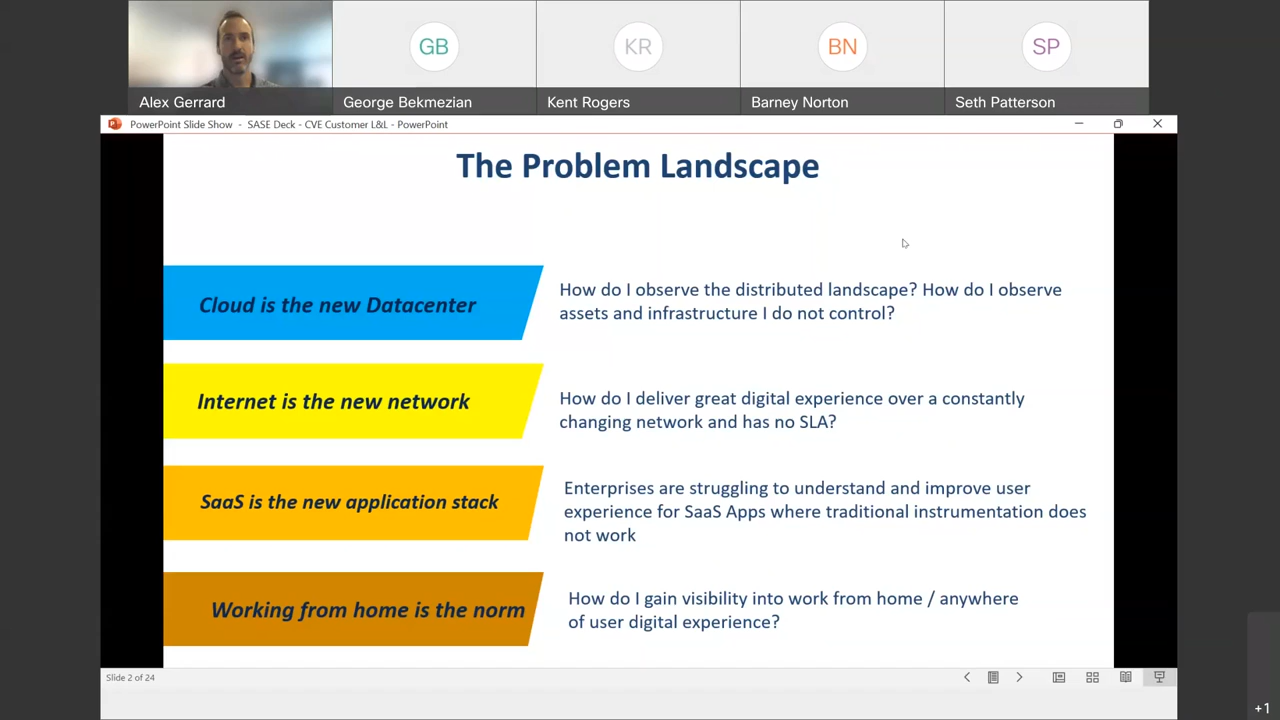 GB
KR
BN
SP
Alex Gerrard
George Bekmezian
Kent Rogers
Barney Norton
Seth Patterson
PowerPoint Slide Show - SASE Deck - CVE Customer L&L - PowerPoint
The Problem Landscape
Cloud is the new Datacenter
How do I observe the distributed landscape? How do I observe
assets and infrastructure I do not control?
Internet is the new network
How do I deliver great digital experience over a constantly
changing network and has no SLA?
SaaS is the new application stack
Enterprises are struggling to understand and improve user
experience for SaaS Apps where traditional instrumentation does
not work
Working from home is the norm
How do I gain visibility into work from home / anywhere
of user digital experience?
Slide 2 of 24
+1